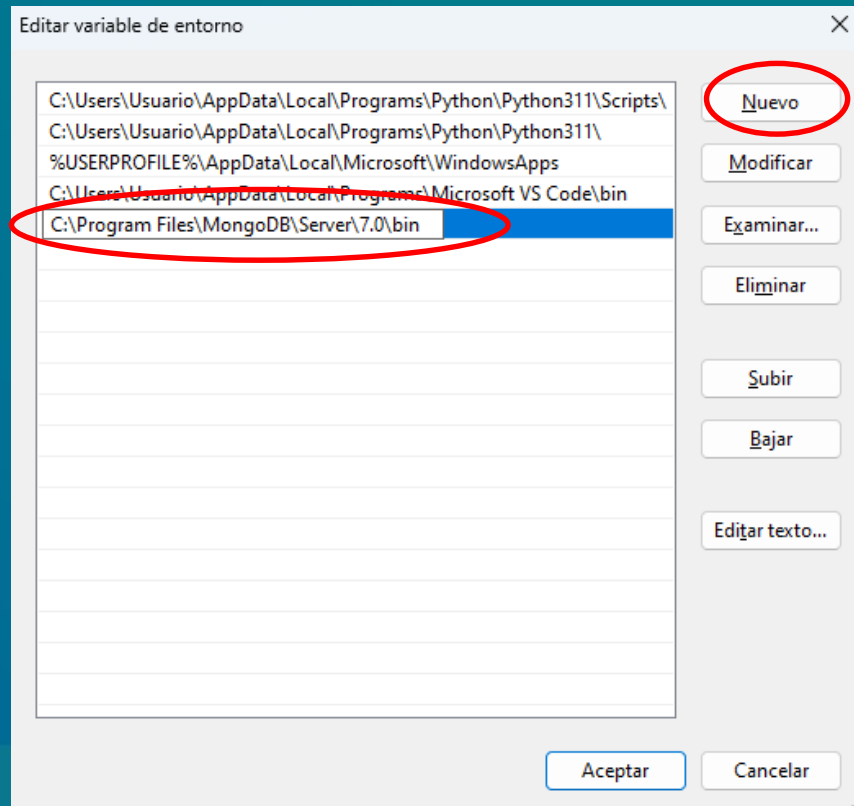 Editar variable de entorno
C:\Users\Usuario\AppData\Local\Programs\Python\Python311\Scripts\
C:\Users\Usuario\AppData\Local\Programs\Python\Python311\
%USERPROFILE%\AppData\Local\Microsoft\WindowsApps
C:\Users\Usuario\AppData\Local\Programs\Microsoft VS Code\bin
C:\Program Files\MongoDB\Server\7.0\bin
Nuevo
Modificar
Examinar...
Eliminar
Subir
Bajar
Editar texto...
Aceptar
Cancelar